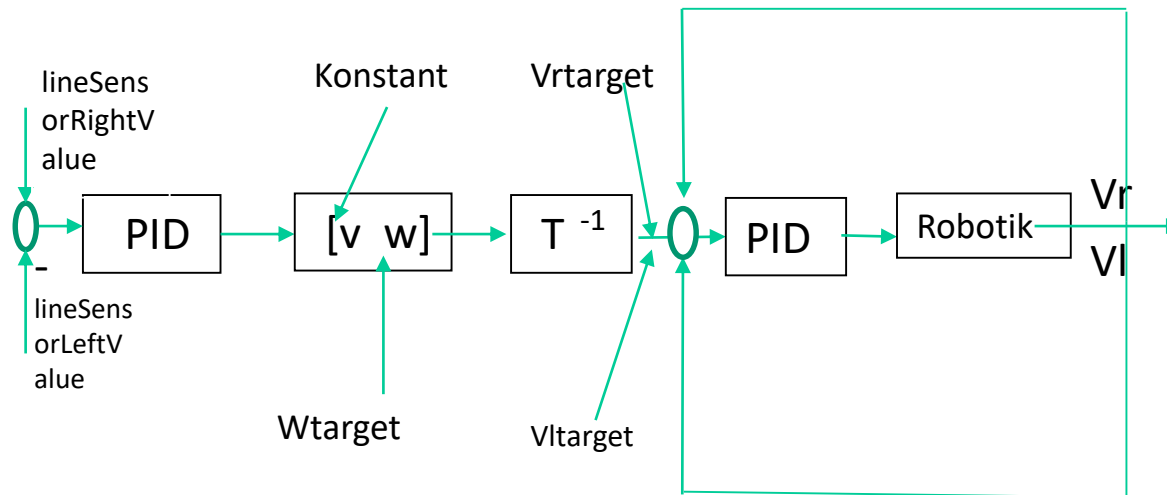 lineSens
orRightV
alue
Konstant
Vrtarget
PID
[v w]
T -1
PID
Robotik
Vr
Vl
-
lineSens
orLeftV
alue
Wtarget
Vltarget